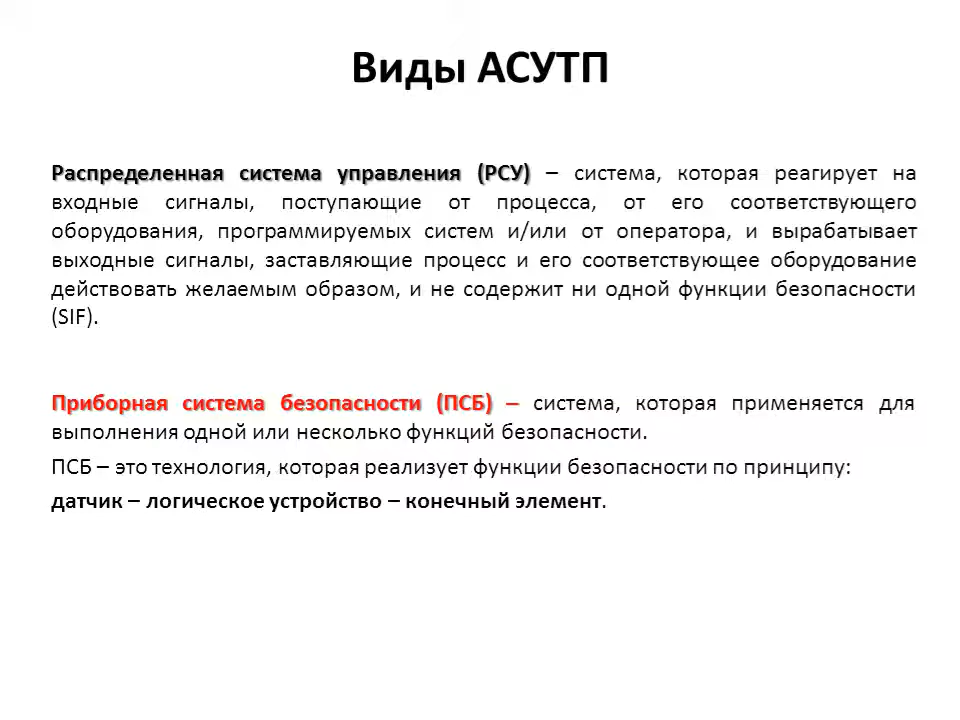 Виды АСУТП
Распределенная система управления (РСУ) – система, которая реагирует на
входные сигналы, поступающие от процесса, от его соответствующего
оборудования, программируемых систем и/или от оператора, и вырабатывает
выходные сигналы, заставляющие процесс и его соответствующее оборудование
действовать желаемым образом, и не содержит ни одной функции безопасности
(SIF).
Приборная система безопасности (ПСБ) – система, которая применяется для
выполнения одной или несколько функций безопасности.
ПСБ – это технология, которая реализует функции безопасности по принципу:
датчик – логическое устройство – конечный элемент.